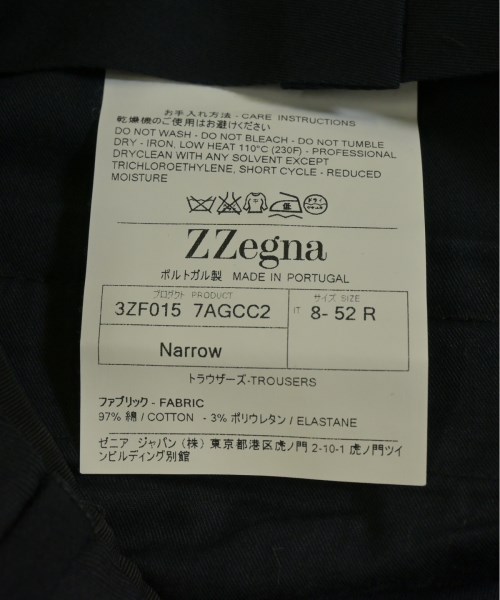 お手入れ方法 - CARE INSTRUCTIONS
乾燥機のご使用はお避けください
DO NOT WASH - DO NOT BLEACH - DO NOT TUMBLE
DRY - IRON, LOW HEAT 110°C (230F) - PROFESSIONAL
DRYCLEAN WITH ANY SOLVENT EXCEPT
TRICHLOROETHYLENE, SHORT CYCLE - REDUCED
MOISTURE
ZZegna
ポルトガル製 MADE IN PORTUGAL
プロダクト PRODUCT
サイズ SIZE
3ZF015 7AGCC2
IT 8- 52 R
Narrow
トラウザーズ-TROUSERS
ファブリック - FABRIC
97% 綿 / COTTON - 3% ポリウレタン / ELASTANE
ゼニア ジャパン (株) 東京都港区虎ノ門 2-10-1 虎ノ門ツイ
ンビルディング別館